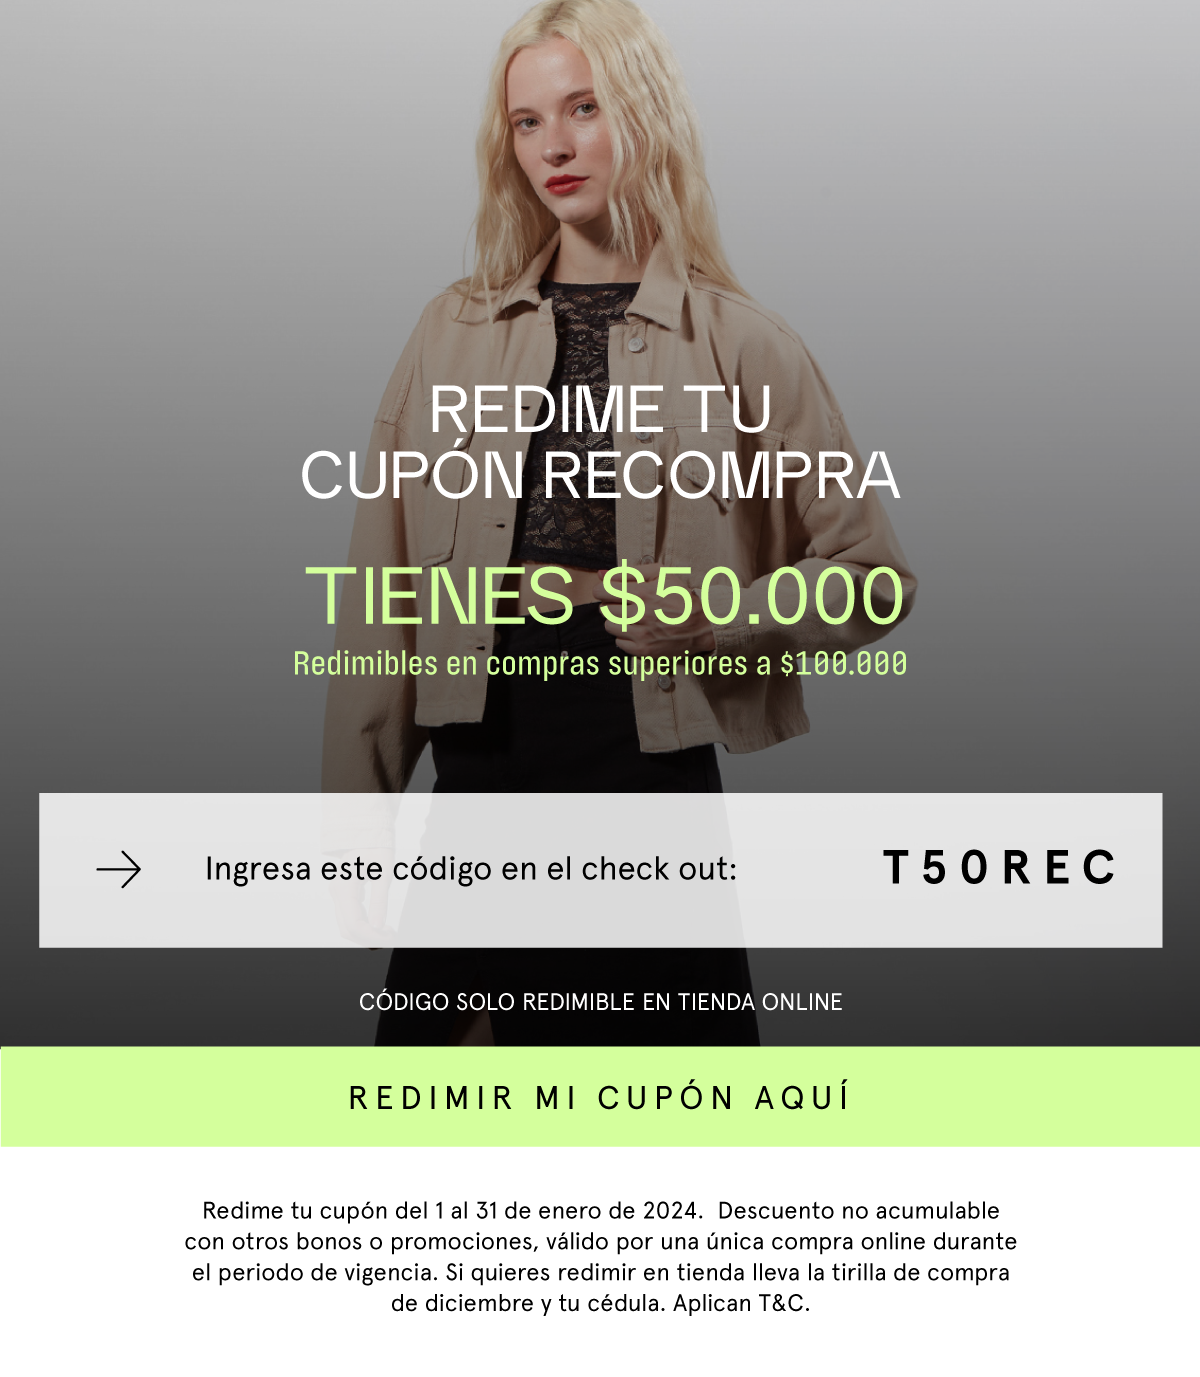 REDIME TU
CUPÓN RECOMPRA
TIENES $50.000
Redimibles en compras superiores a $100.000
Ingresa este código en el check out:
T50REC
CÓDIGO SOLO REDIMIBLE EN TIENDA ONLINE
REDIMIR MI CUPÓN AQUÍ
Redime tu cupón del 1 al 31 de enero de 2024. Descuento no acumulable
con otros bonos o promociones, válido por una única compra online durante
el periodo de vigencia. Si quieres redimir en tienda lleva la tirilla de compra
de diciembre y tu cédula. Aplican T&C.